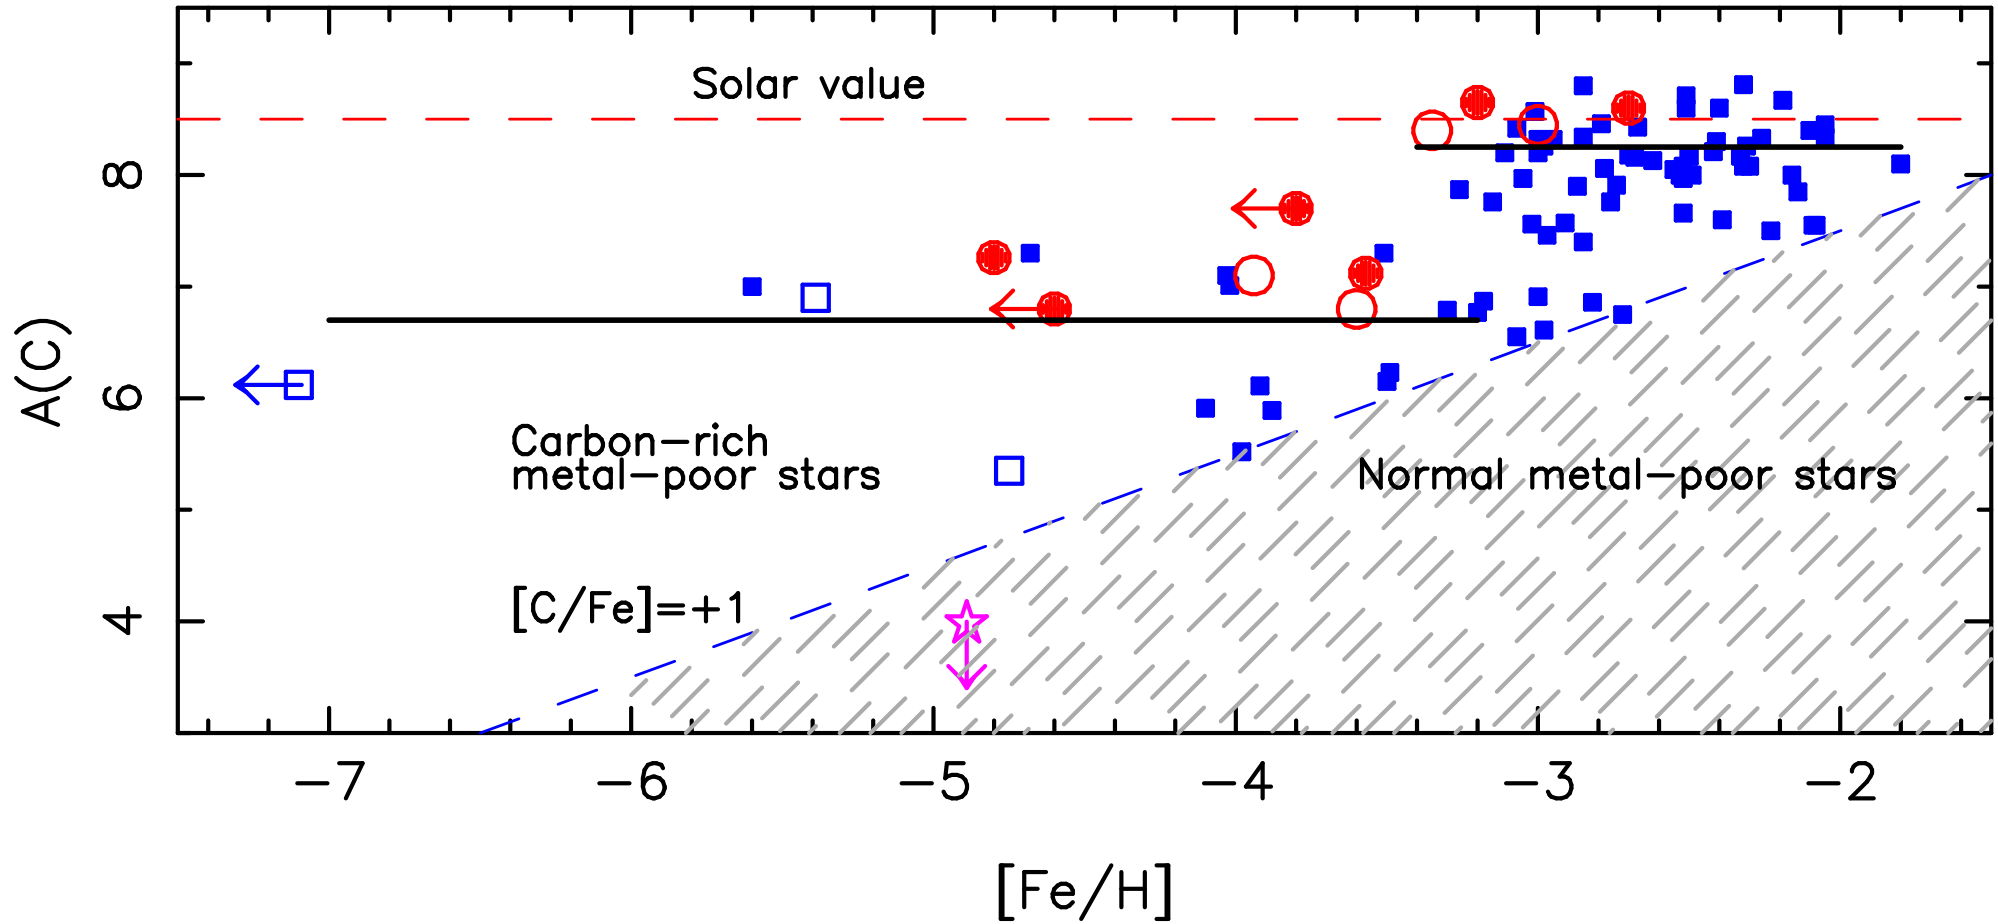 Solar value
8
6
4
A(C)
Carbon−rich
metal−poor stars
Normal metal−poor stars
[C/Fe]=+1
−7 −6 −5 −4 −3 −2
[Fe/H]